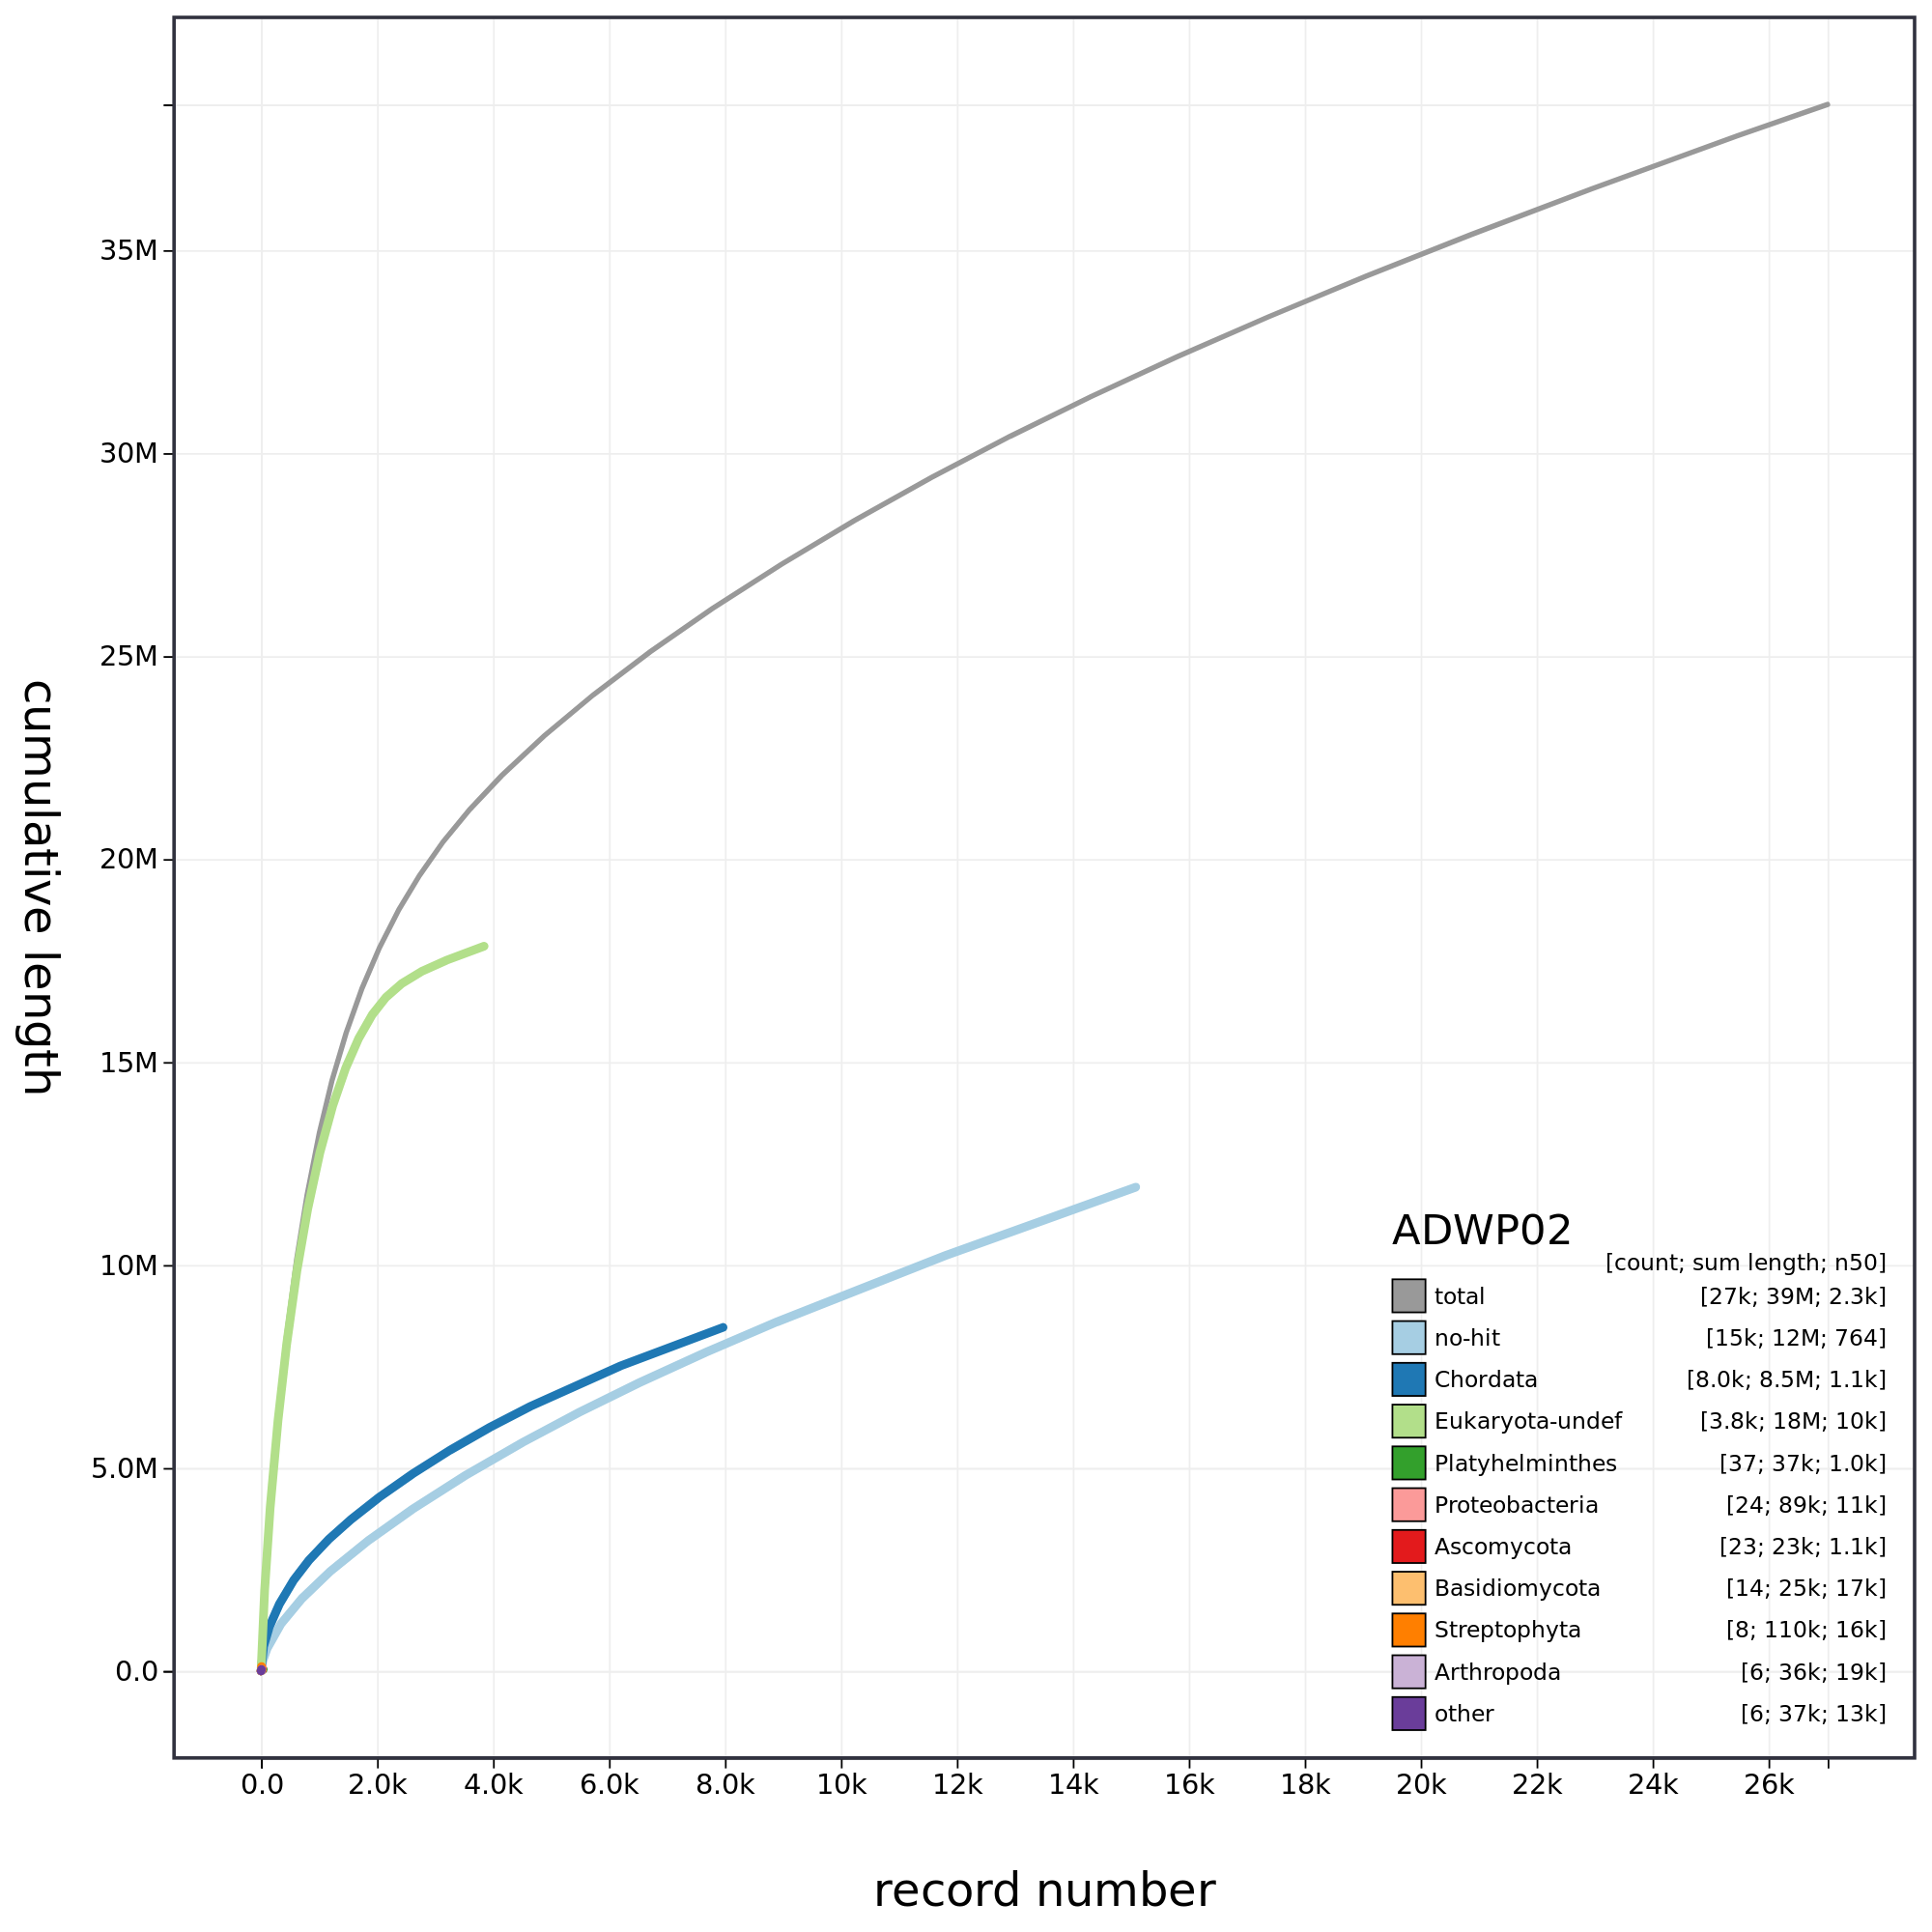 cumulative length
35M
30M
25M
20M
15M
10M
5.0M
0.0
ADWP02
[count; sum length; n50]
total [27k; 39M; 2.3k]
no-hit [15k; 12M; 764]
Chordata [8.0k; 8.5M; 1.1k]
Eukaryota-undef [3.8k; 18M; 10k]
Platyhelminthes [37; 37k; 1.0k]
Proteobacteria [24; 89k; 11k]
Ascomycota [23; 23k; 1.1k]
Basidiomycota [14; 25k; 17k]
Streptophyta [8; 110k; 16k]
Arthropoda [6; 36k; 19k]
other [6; 37k; 13k]
0.0 2.0k 4.0k 6.0k 8.0k 10k 12k 14k 16k 18k 20k 22k 24k 26k
record number